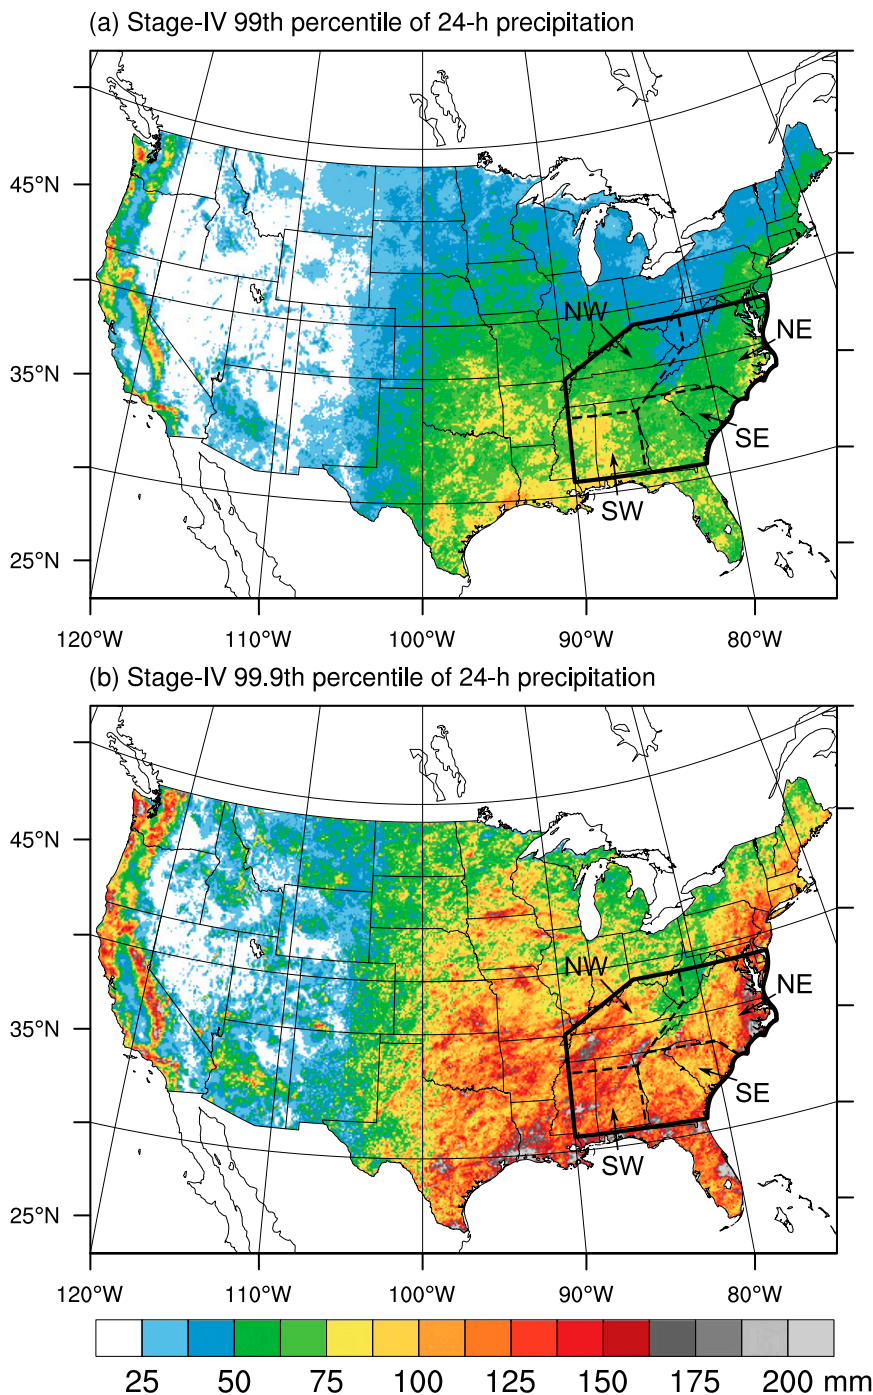 (a) Stage-IV 99th percentile of 24-h precipitation
45°N
35°N
25°N
NW
NE
SE
SW
120°W 110°W 100°W 90°W 80°W
(b) Stage-IV 99.9th percentile of 24-h precipitation
45°N
35°N
25°N
NW
NE
SE
SW
120°W 110°W 100°W 90°W 80°W
25 50 75 100 125 150 175 200 mm